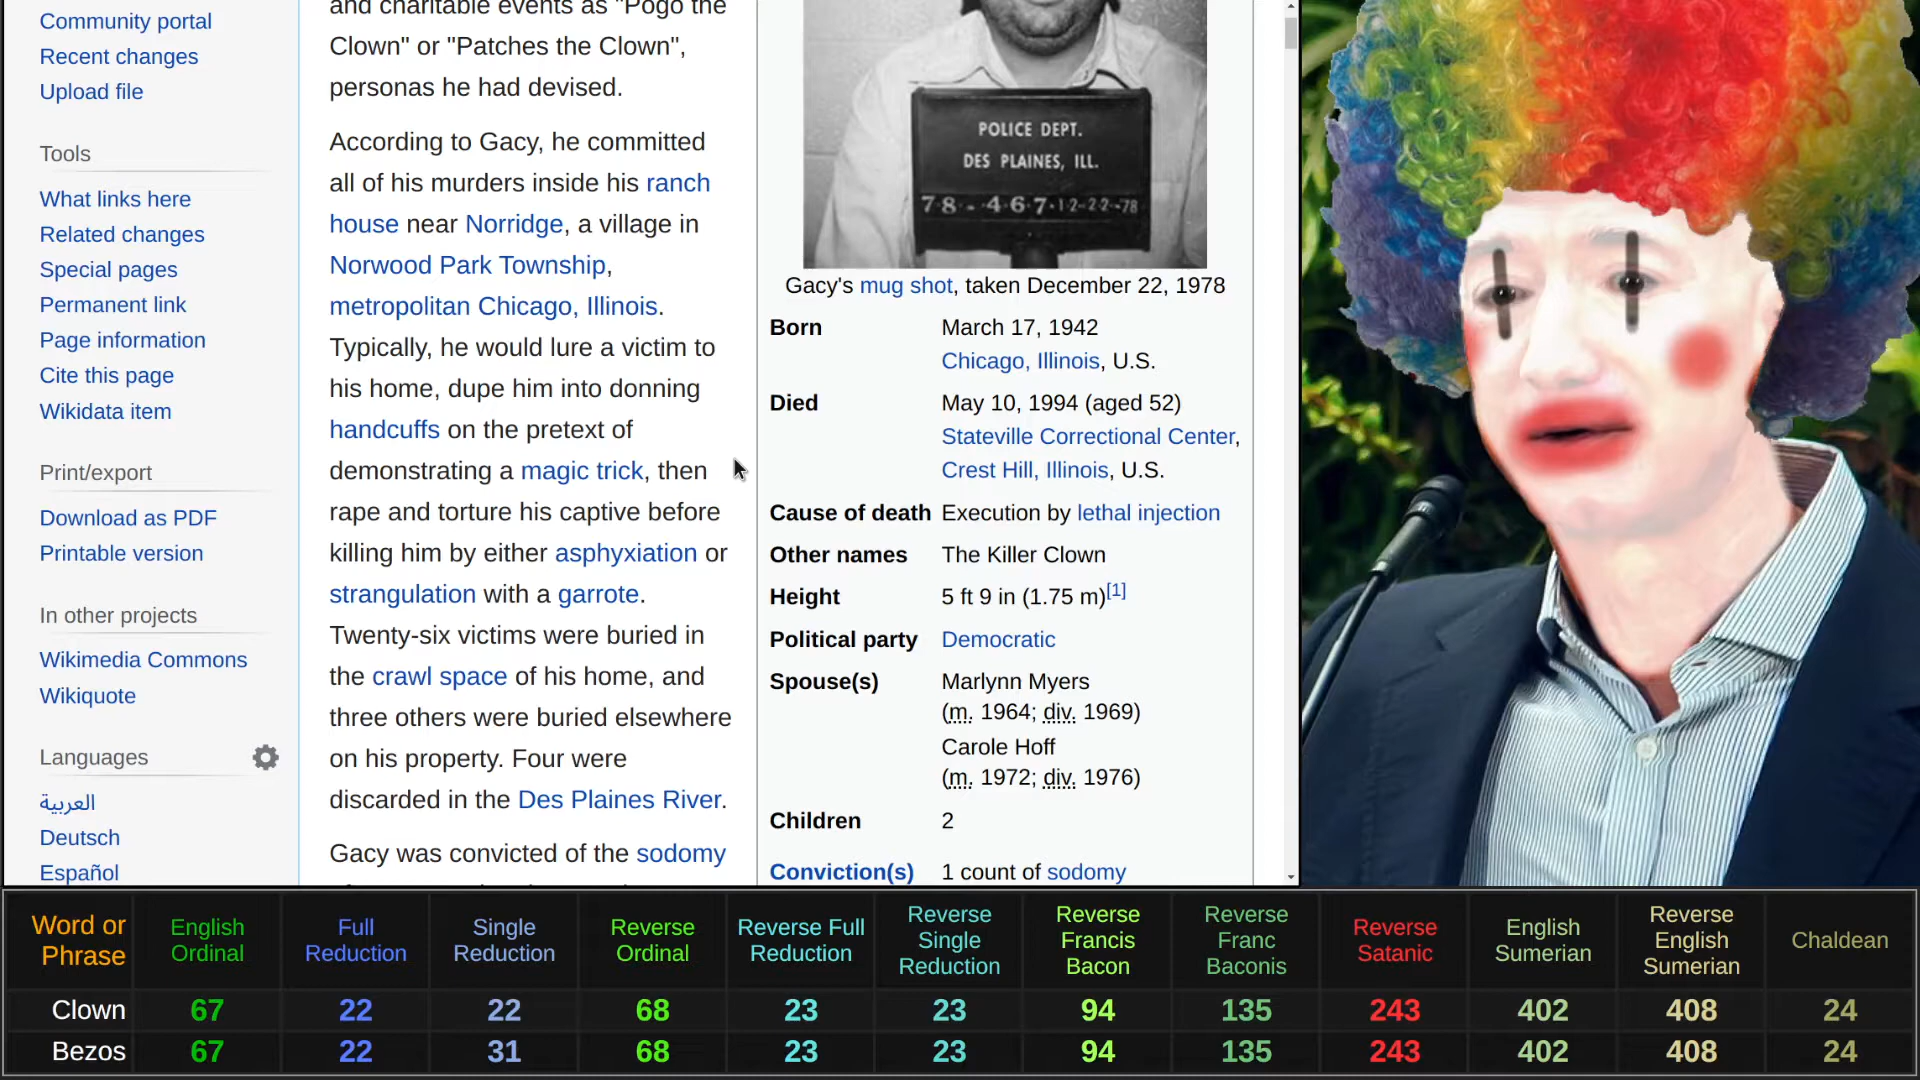 Community portal
Recent changes
Upload file
Tools
What links here
Related changes
Special pages
Permanent link
Page information
Cite this page
Wikidata item
Print/export
Download as PDF
Printable version
In other projects
Wikimedia Commons
Wikiquote
Languages
العربية
Deutsch
Español
and charitable events as "Pogo the
Clown" or "Patches the Clown",
personas he had devised.
According to Gacy, he committed
all of his murders inside his ranch
house near Norridge, a village in
Norwood Park Township,
metropolitan Chicago, Illinois.
Typically, he would lure a victim to
his home, dupe him into donning
handcuffs on the pretext of
demonstrating a magic trick, then
rape and torture his captive before
killing him by either asphyxiation or
strangulation with a garrote.
Twenty-six victims were buried in
the crawl space of his home, and
three others were buried elsewhere
on his property. Four were
discarded in the Des Plaines River.
Gacy was convicted of the sodomy
POLICE DEPT.
DES PLAINES, ILL.
78--467·12-22-78
Gacy's mug shot, taken December 22, 1978
Born March 17, 1942
Chicago, Illinois, U.S.
Died May 10, 1994 (aged 52)
Stateville Correctional Center,
Crest Hill, Illinois, U.S.
Cause of death Execution by lethal injection
Other names The Killer Clown
Height 5 ft 9 in (1.75 m)[1]
Political party Democratic
Spouse(s) Marlynn Myers
(m. 1964; div. 1969)
Carole Hoff
(m. 1972; div. 1976)
Children 2
Conviction(s) 1 count of sodomy
Word or Phrase English Ordinal Full Reduction Single Reduction Reverse Ordinal Reverse Full Reduction Reverse Single Reduction Reverse Francis Bacon Reverse Franc Baconis Reverse Satanic English Sumerian Reverse English Sumerian Chaldean
Clown 67 22 22 68 23 23 94 135 243 402 408 24
Bezos 67 22 31 68 23 23 94 135 243 402 408 24